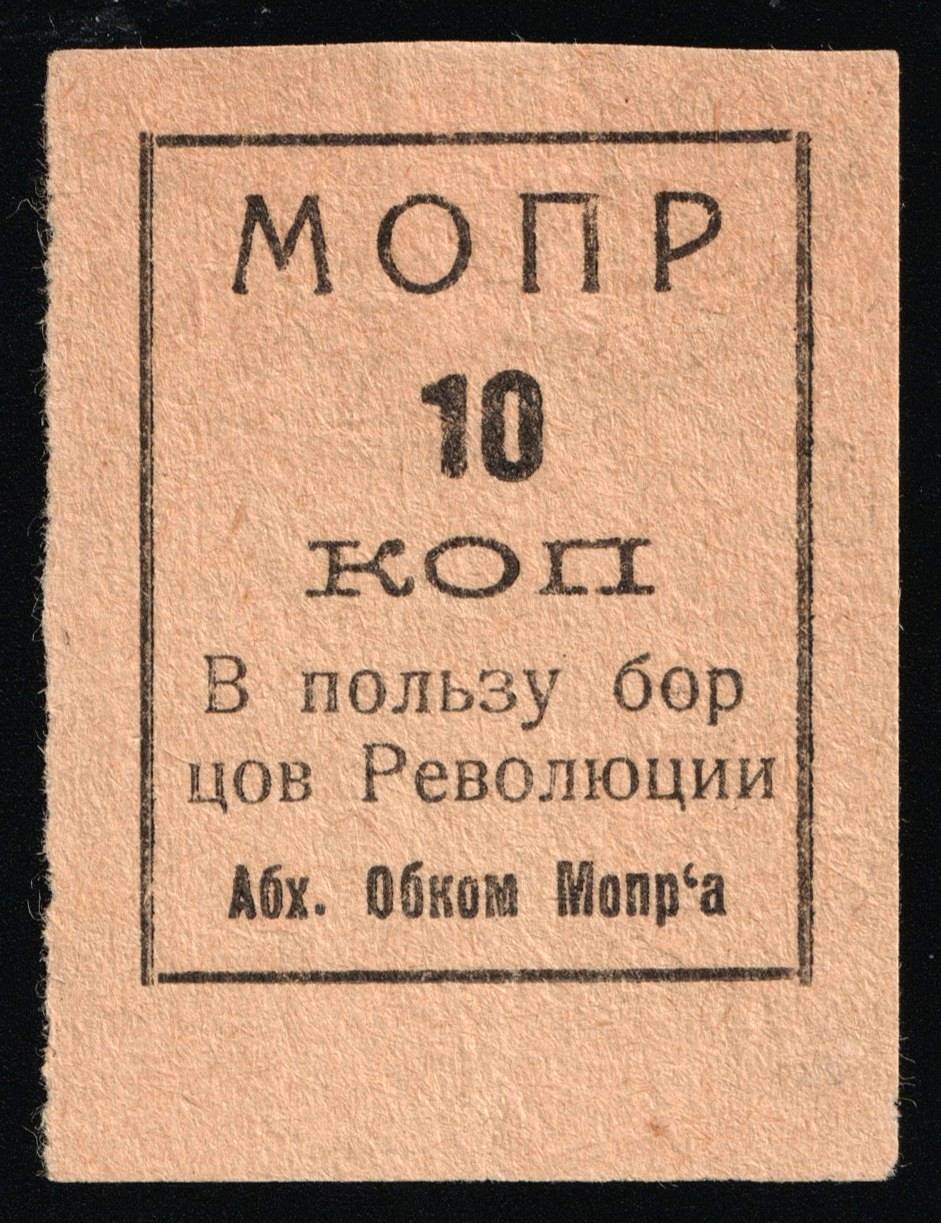 МОПР
10
КОП
В пользу бор
цов Революции
Абх. Обком Мопр‘а